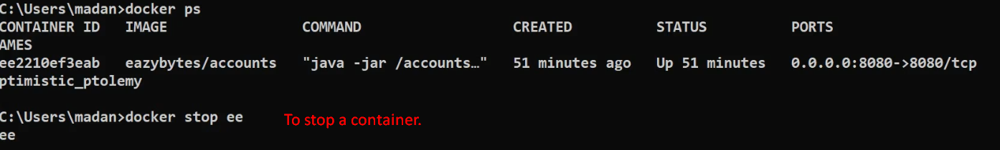 C:\Users\madan>docker ps
CONTAINER ID   IMAGE                COMMAND                  CREATED          STATUS          PORTS
AMES
ee2210ef3eab   eazybytes/accounts   "java -jar /accounts…"   51 minutes ago   Up 51 minutes   0.0.0.0:8080->8080/tcp
ptimistic_ptolemy
C:\Users\madan>docker stop ee To stop a container.
ee